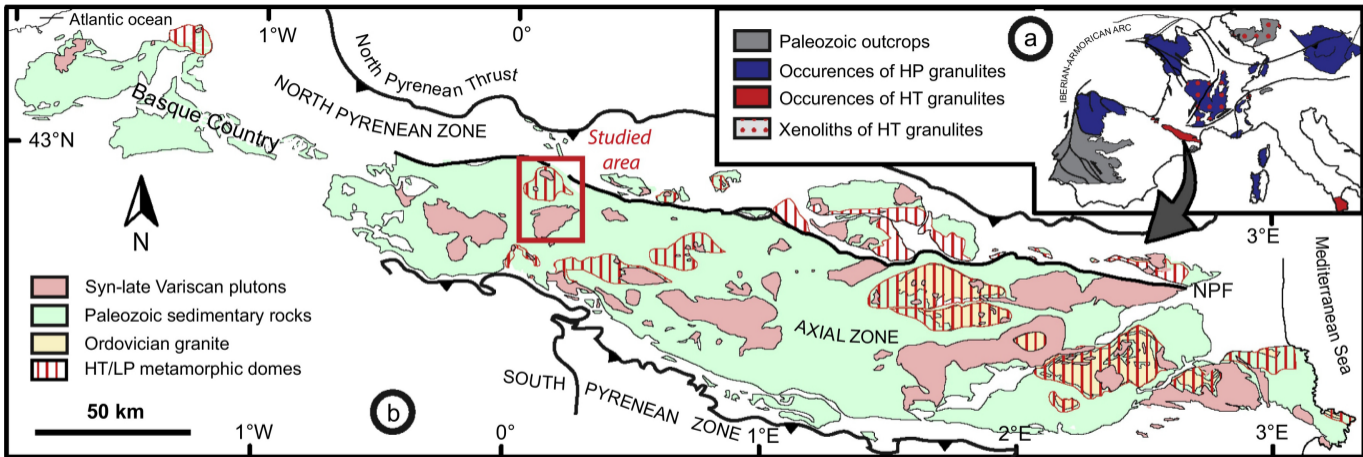 Atlantic ocean
1°W
0°
North Pyrenean Thrust
NORTH PYRENEAN ZONE
Basque Country
43°N
Studied
area
N
Paleozoic outcrops
Occurences of HP granulites
Occurences of HT granulites
Xenoliths of HT granulites
a
IBERIAN-ARMORICAN ARC
3°E
Mediterranean Sea
NPF
AXIAL ZONE
SOUTH PYRENEAN ZONE
Syn-late Variscan plutons
Paleozoic sedimentary rocks
Ordovician granite
HT/LP metamorphic domes
50 km
b
1°W
0°
1°E
2°E
3°E